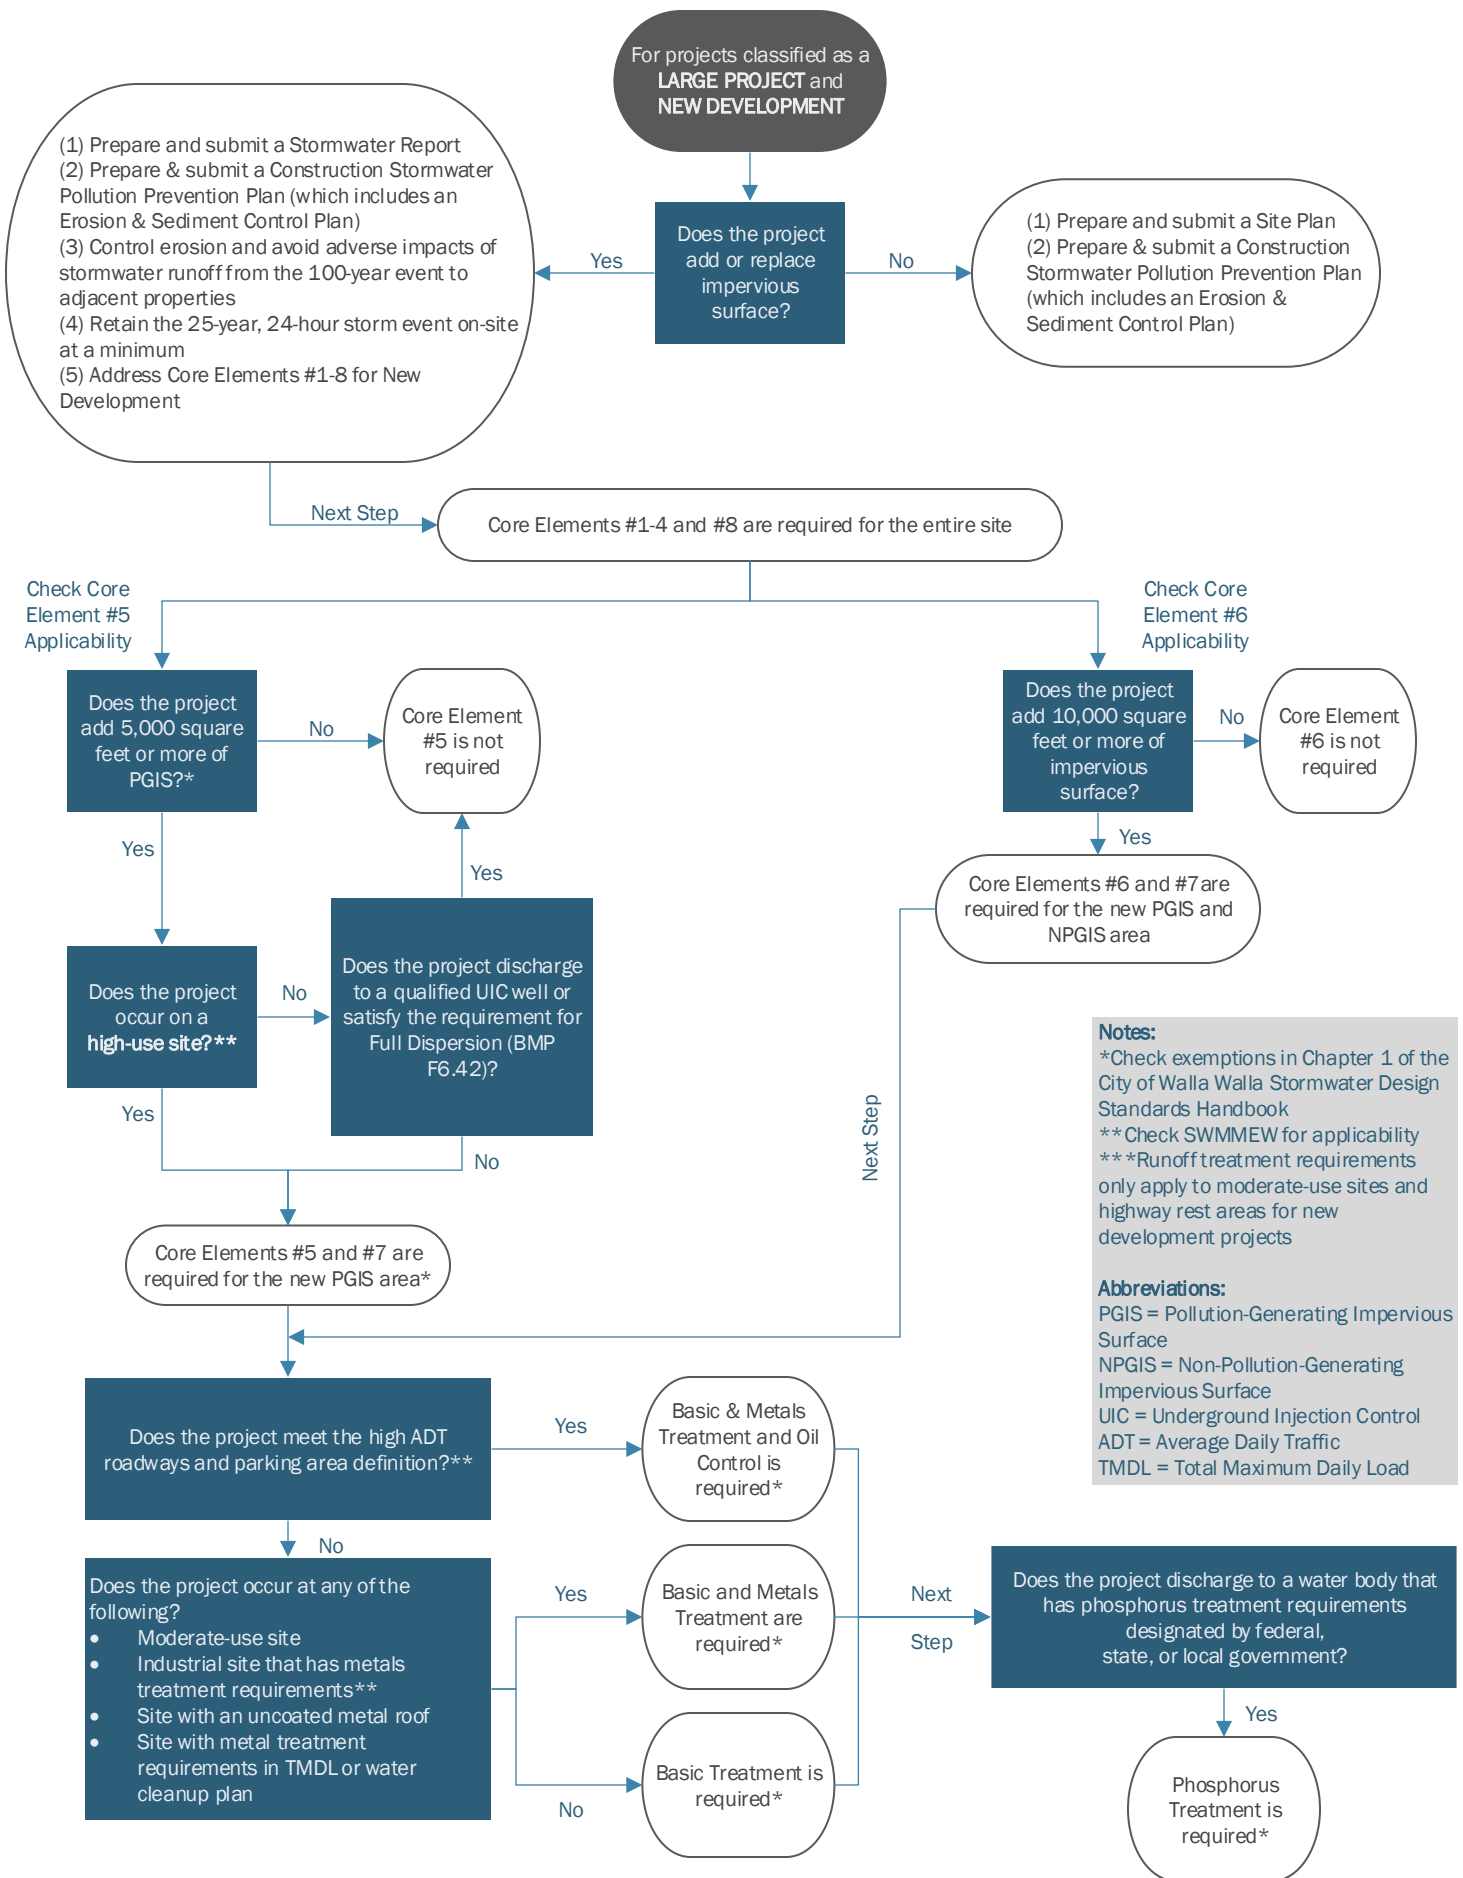 For projects classified as a
LARGE PROJECT and
NEW DEVELOPMENT
(1) Prepare and submit a Stormwater Report
(2) Prepare & submit a Construction Stormwater
Pollution Prevention Plan (which includes an
Erosion & Sediment Control Plan)
(3) Control erosion and avoid adverse impacts of
stormwater runoff from the 100-year event to
adjacent properties
(4) Retain the 25-year, 24-hour storm event on-site
at a minimum
(5) Address Core Elements #1-8 for New
Development
Yes
Does the project
add or replace
impervious
surface?
No
(1) Prepare and submit a Site Plan
(2) Prepare & submit a Construction
Stormwater Pollution Prevention Plan
(which includes an Erosion &
Sediment Control Plan)
Next Step
Core Elements #1-4 and #8 are required for the entire site
Check Core
Element #5
Applicability
Check Core
Element #6
Applicability
Does the project
add 5,000 square
feet or more of
PGIS?*
No
Core Element
#5 is not
required
Does the project
add 10,000 square
feet or more of
impervious
surface?
No
Core Element
#6 is not
required
Yes
Yes
Yes
Core Elements #6 and #7are
required for the new PGIS and
NPGIS area
Does the project
occur on a
high-use site?**
No
Does the project discharge
to a qualified UIC well or
satisfy the requirement for
Full Dispersion (BMP
F6.42)?
Yes
No
Next Step
Notes:
*Check exemptions in Chapter 1 of the
City of Walla Walla Stormwater Design
Standards Handbook
**Check SWMMEW for applicability
***Runoff treatment requirements
only apply to moderate-use sites and
highway rest areas for new
development projects
Abbreviations:
PGIS = Pollution-Generating Impervious
Surface
NPGIS = Non-Pollution-Generating
Impervious Surface
UIC = Underground Injection Control
ADT = Average Daily Traffic
TMDL = Total Maximum Daily Load
Core Elements #5 and #7 are
required for the new PGIS area*
Does the project meet the high ADT
roadways and parking area definition?**
Yes
Basic & Metals
Treatment and Oil
Control is
required*
No
Does the project occur at any of the
following?
• Moderate-use site
• Industrial site that has metals
treatment requirements**
• Site with an uncoated metal roof
• Site with metal treatment
requirements in TMDL or water
cleanup plan
Yes
Basic and Metals
Treatment are
required*
No
Basic Treatment is
required*
Next
Step
Does the project discharge to a water body that
has phosphorus treatment requirements
designated by federal,
state, or local government?
Yes
Phosphorus
Treatment is
required*